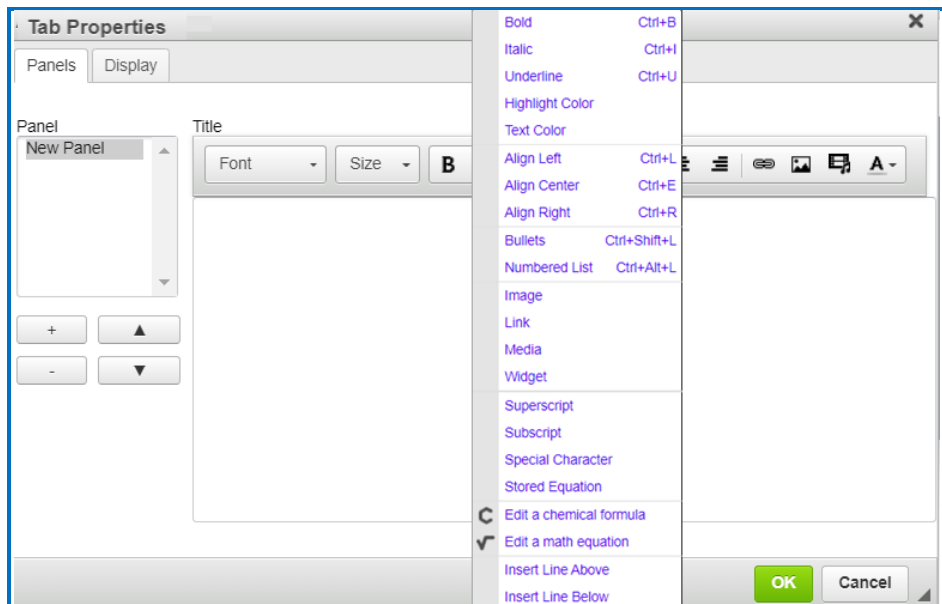 Tab Properties
Panels Display
Panel
New Panel
+
-
Title
Font Size B A
Bold Ctrl+B
Italic Ctrl+I
Underline Ctrl+U
Highlight Color
Text Color
Align Left Ctrl+L
Align Center Ctrl+E
Align Right Ctrl+R
Bullets Ctrl+Shift+L
Numbered List Ctrl+Alt+L
Image
Link
Media
Widget
Superscript
Subscript
Special Character
Stored Equation
C Edit a chemical formula
√ Edit a math equation
Insert Line Above
Insert Line Below
OK Cancel